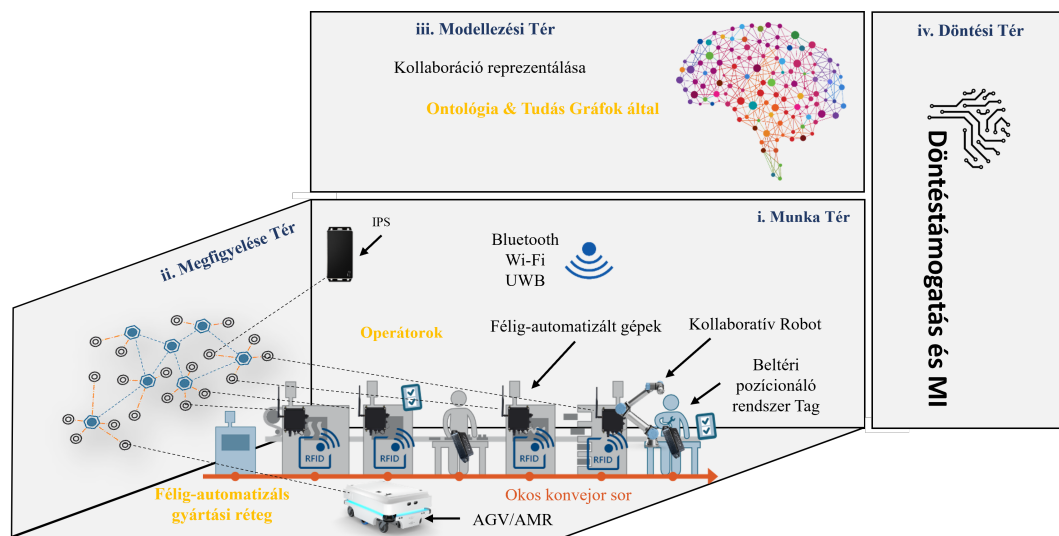 iii. Modellezési Tér
Kollaboráció reprezentálása
Ontológia & Tudás Gráfok által
iv. Döntési Tér
Döntéstámogatás és MI
i. Munka Tér
IPS
Bluetooth
Wi-Fi
UWB
ii. Megfigyelése Tér
Operátorok
Félig-automatizált gépek
Kollaboratív Robot
Beltéri
pozícionáló
rendszer Tag
RFID
RFID
RFID
RFID
Félig-automatizáls
gyártási réteg
Okos konvejor sor
AGV/AMR